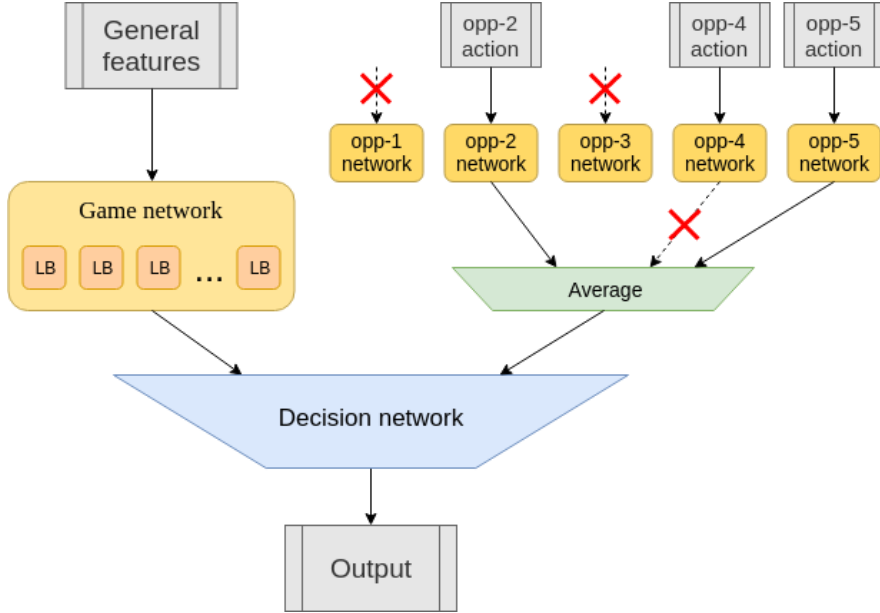 General
features
opp-2
action
opp-4
action
opp-5
action
opp-1
network
opp-2
network
opp-3
network
opp-4
network
opp-5
network
Game network
LB LB LB ... LB
Average
Decision network
Output